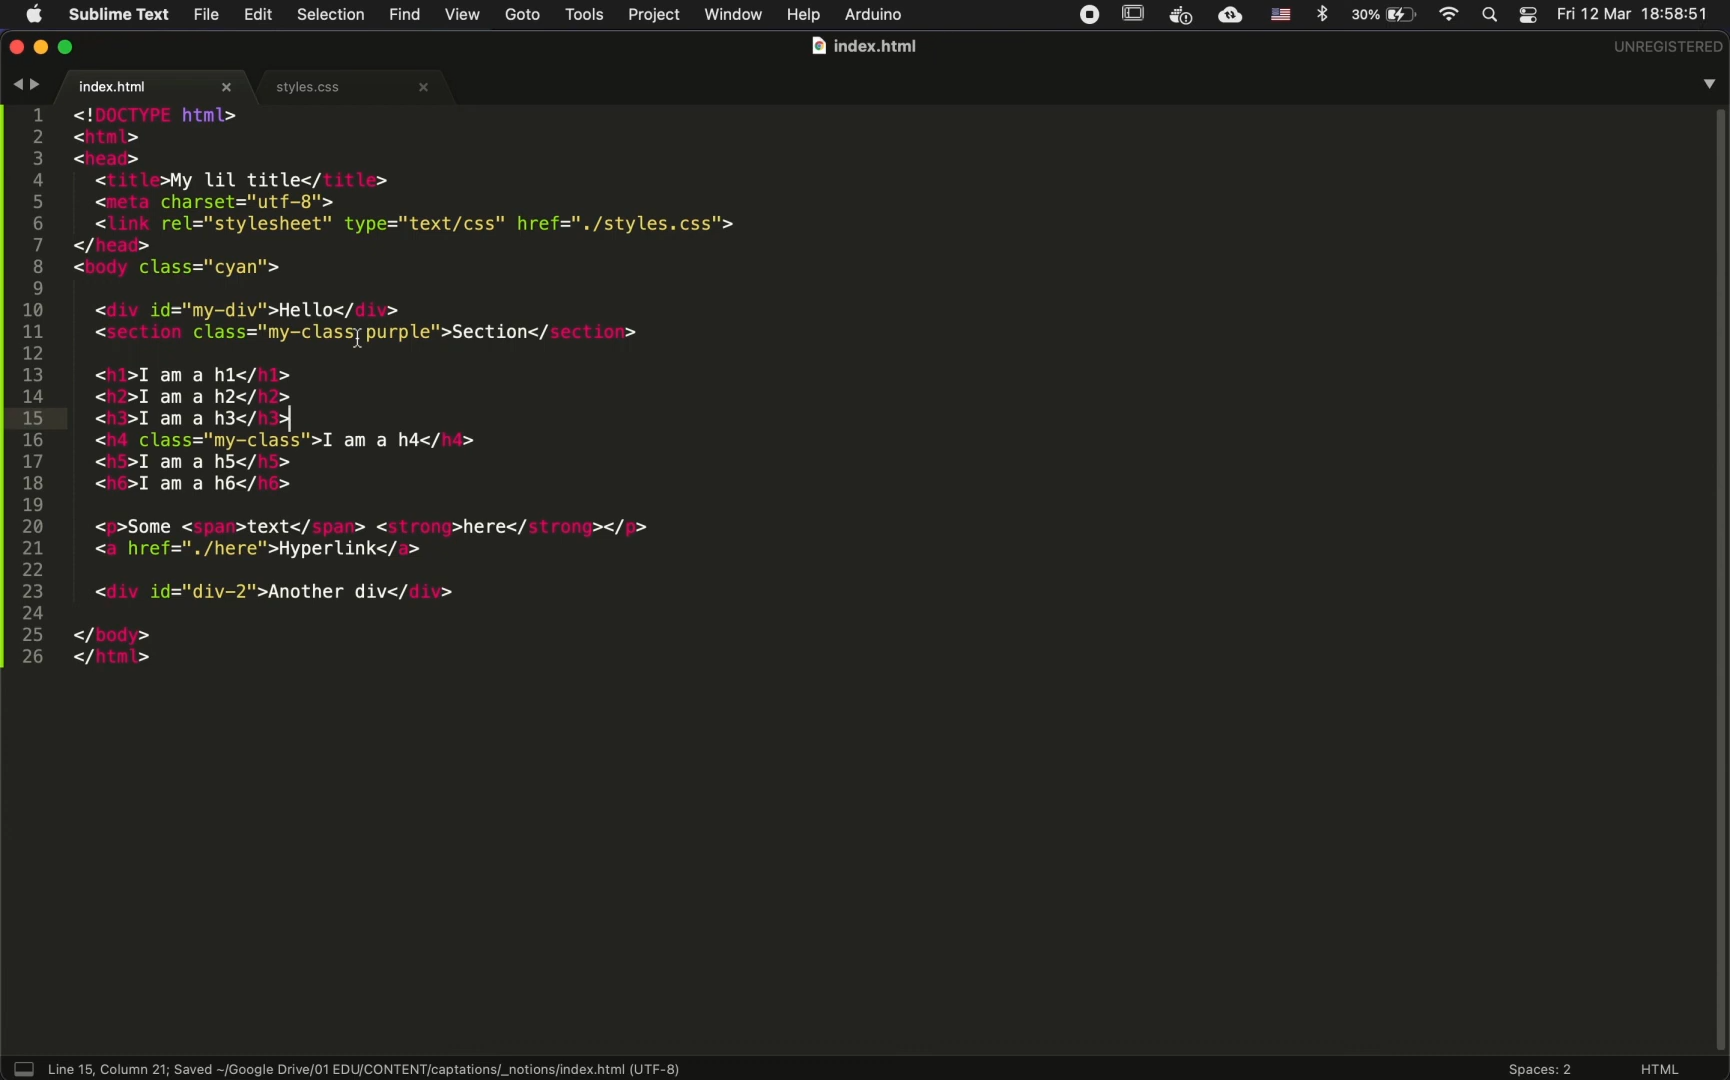 Sublime Text File Edit Selection Find View Goto Tools Project Window Help Arduino 30% Fri 12 Mar 18:58:51
index.html UNREGISTERED
index.html × styles.css ×
1 <!DOCTYPE html>
2 <html>
3 <head>
4 <title>My lil title</title>
5 <meta charset="utf-8">
6 <link rel="stylesheet" type="text/css" href="./styles.css">
7 </head>
8 <body class="cyan">
9
10 <div id="my-div">Hello</div>
11 <section class="my-class purple">Section</section>
12
13 <h1>I am a h1</h1>
14 <h2>I am a h2</h2>
15 <h3>I am a h3</h3>
16 <h4 class="my-class">I am a h4</h4>
17 <h5>I am a h5</h5>
18 <h6>I am a h6</h6>
19
20 <p>Some <span>text</span> <strong>here</strong></p>
21 <a href="./here">Hyperlink</a>
22
23 <div id="div-2">Another div</div>
24
25 </body>
26 </html>
Line 15, Column 21; Saved ~/Google Drive/01 EDU/CONTENT/captations/_notions/index.html (UTF-8) Spaces: 2 HTML